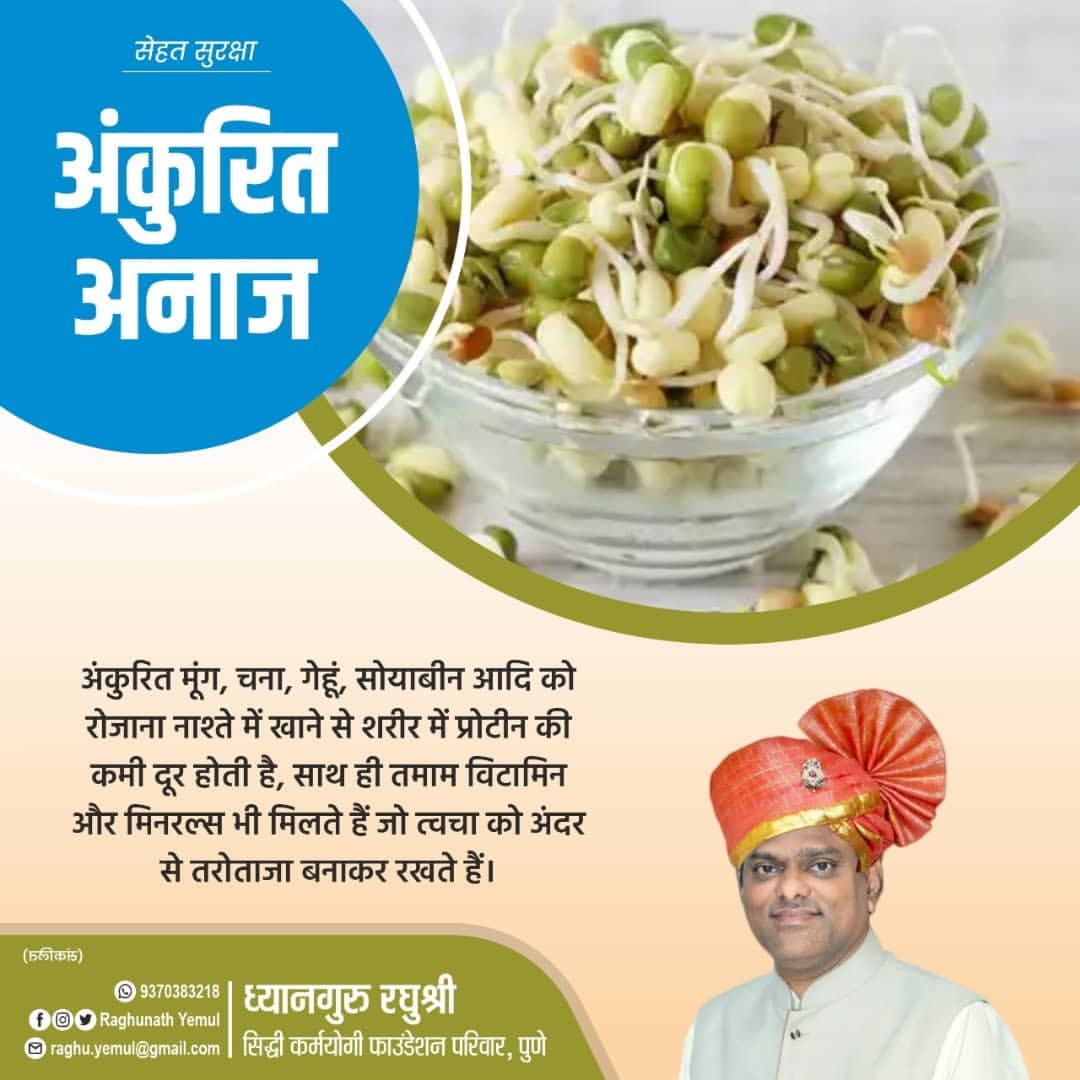 सेहत सुरक्षा
अंकुरित
अनाज
अंकुरित मूंग, चना, गेहूं, सोयाबीन आदि को
रोजाना नाश्ते में खाने से शरीर में प्रोटीन की
कमी दूर होती है, साथ ही तमाम विटामिन
और मिनरल्स भी मिलते हैं जो त्वचा को अंदर
से तरोताजा बनाकर रखते हैं।
(संकलित)
9370383218
Raghunath Yemul
raghu.yemul@gmail.com
ध्यानगुरु रघुश्री
सिद्धी कर्मयोगी फाउंडेशन परिवार, पुणे